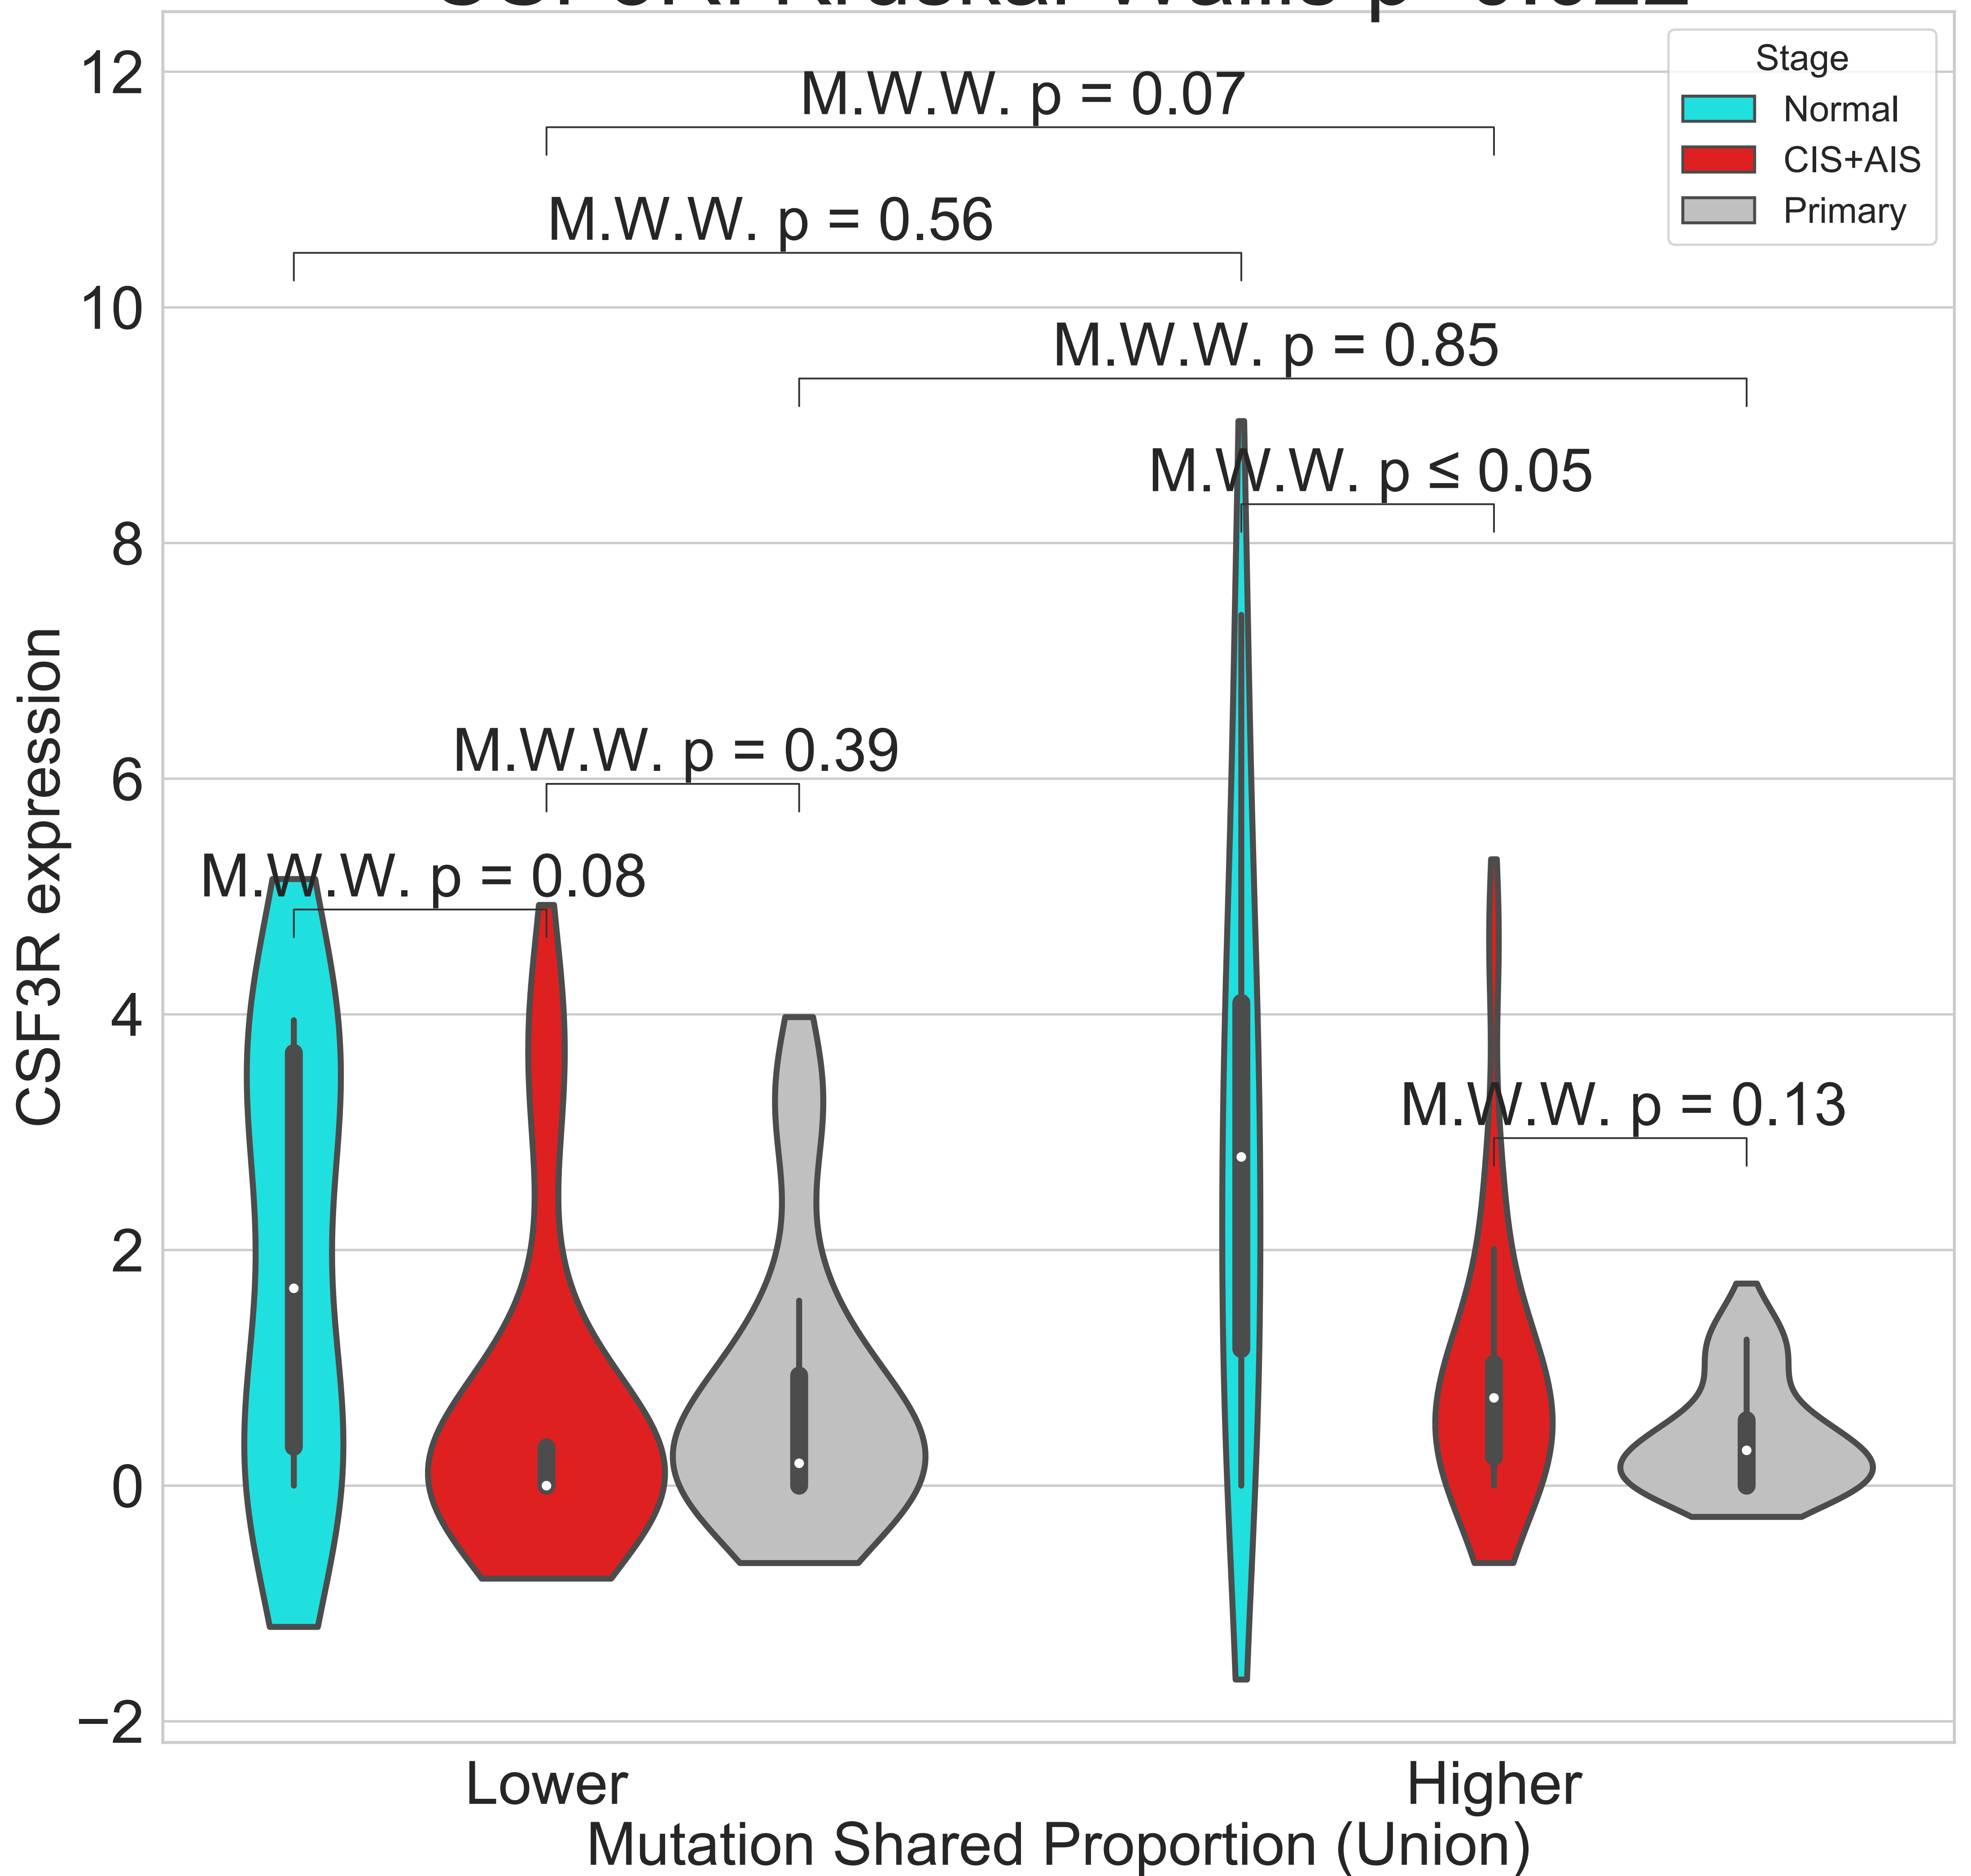 12
10
8
6
4
2
0
−2
CSF3R expression
Stage
Normal
CIS+AIS
Primary
M.W.W. p = 0.07
M.W.W. p = 0.56
M.W.W. p = 0.85
M.W.W. p ≤ 0.05
M.W.W. p = 0.39
M.W.W. p = 0.08
M.W.W. p = 0.13
Lower
Higher
Mutation Shared Proportion (Union)